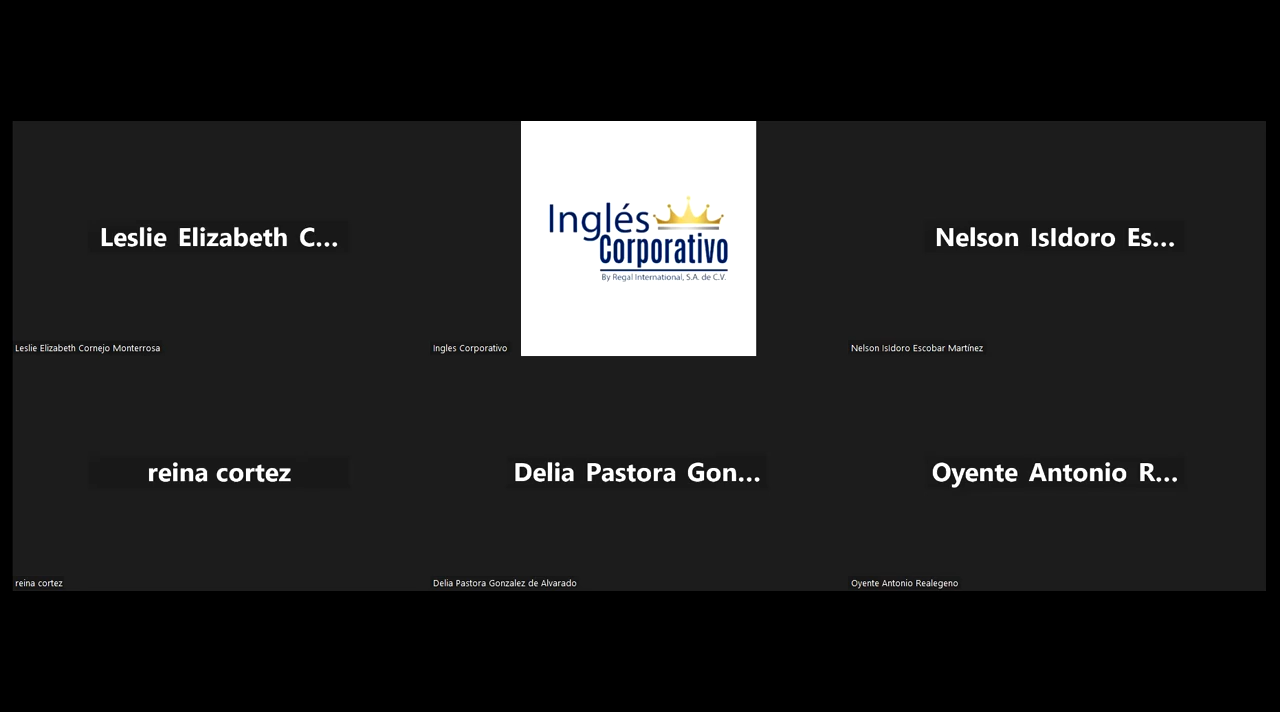 Leslie Elizabeth C...
Leslie Elizabeth Cornejo Monterrosa
Inglés
Corporativo
By Regal International, S.A. de C.V.
Ingles Corporativo
Nelson IsIdoro Es...
Nelson IsIdoro Escobar Martínez
reina cortez
reina cortez
Delia Pastora Gon...
Delia Pastora Gonzalez de Alvarado
Oyente Antonio R...
Oyente Antonio Realegeno